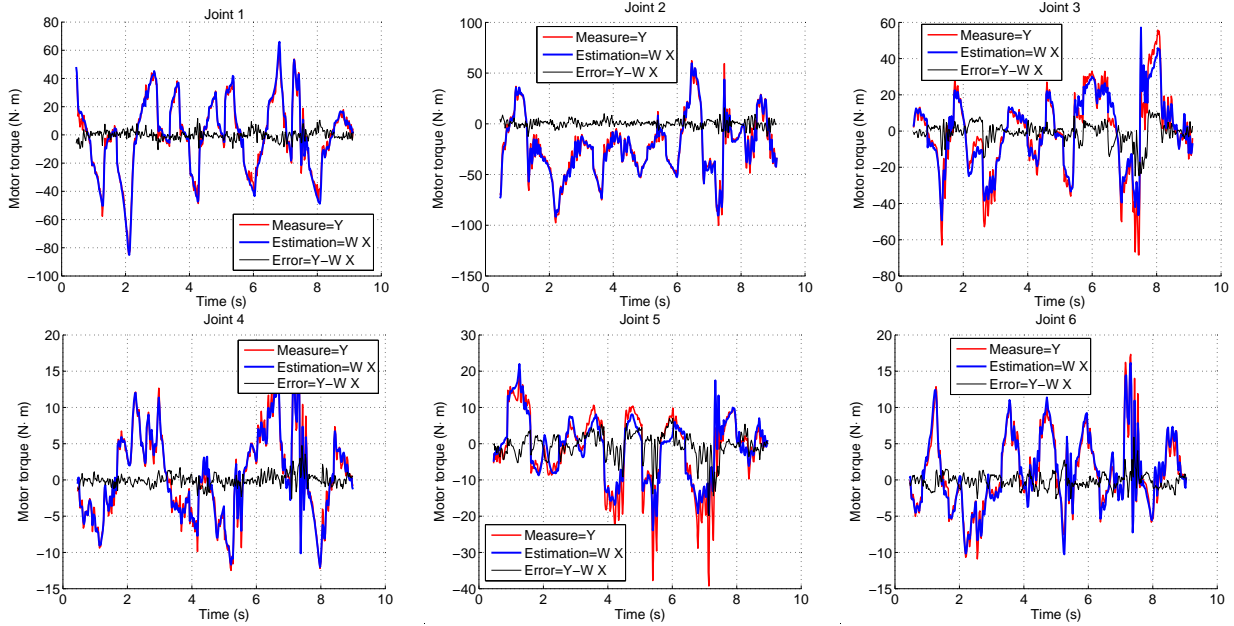 Joint 1
80
60
40
20
0
−20
−40
−60
−80
−100
Motor torque (N· m)
Measure=Y
Estimation=W X
Error=Y−W X
0 2 4 6 8 10
Time (s)
Joint 2
100
50
0
−50
−100
−150
Motor torque (N· m)
Measure=Y
Estimation=W X
Error=Y−W X
0 2 4 6 8 10
Time (s)
Joint 3
60
40
20
0
−20
−40
−60
−80
Motor torque (N· m)
Measure=Y
Estimation=W X
Error=Y−W X
0 2 4 6 8 10
Time (s)
Joint 4
20
15
10
5
0
−5
−10
−15
Motor torque (N· m)
Measure=Y
Estimation=W X
Error=Y−W X
0 2 4 6 8 10
Time (s)
Joint 5
30
20
10
0
−10
−20
−30
−40
Motor torque (N· m)
Measure=Y
Estimation=W X
Error=Y−W X
0 2 4 6 8 10
Time (s)
Joint 6
20
15
10
5
0
−5
−10
−15
Motor torque (N· m)
Measure=Y
Estimation=W X
Error=Y−W X
0 2 4 6 8 10
Time (s)